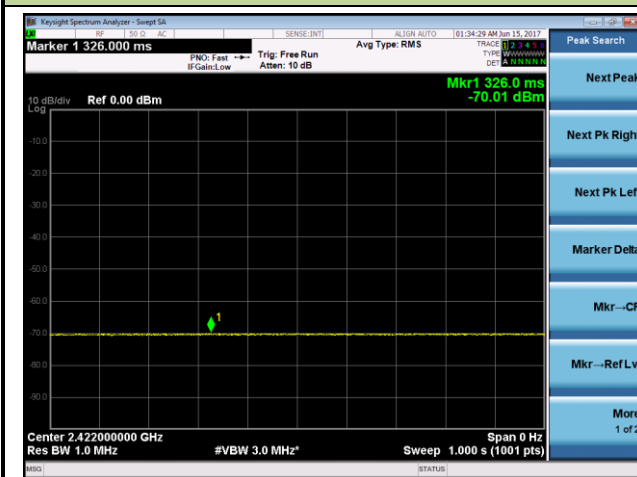 Keysight Spectrum Analyzer - Swept SA
RF 50 Ω AC SENSE:INT ALIGN AUTO 01:34:29 AM Jun 15, 2017
Marker 1 326.000 ms
PNO: Fast
IFGain:Low
Trig: Free Run
Atten: 10 dB
Avg Type: RMS
TRACE 1 2 3 4 5 6
TYPE WWWWWW
DET A N N N N N
Peak Search
Mkr1 326.0 ms
-70.01 dBm
10 dB/div Ref 0.00 dBm
Log
-10.0
-20.0
-30.0
-40.0
-50.0
-60.0
-70.0
-80.0
-90.0
1
Center 2.422000000 GHz
Span 0 Hz
Res BW 1.0 MHz
#VBW 3.0 MHz*
Sweep 1.000 s (1001 pts)
MSG
STATUS
Next Peak
Next Pk Righ
Next Pk Lef
Marker Delta
Mkr→CF
Mkr→Ref Lv
More
1 of 2